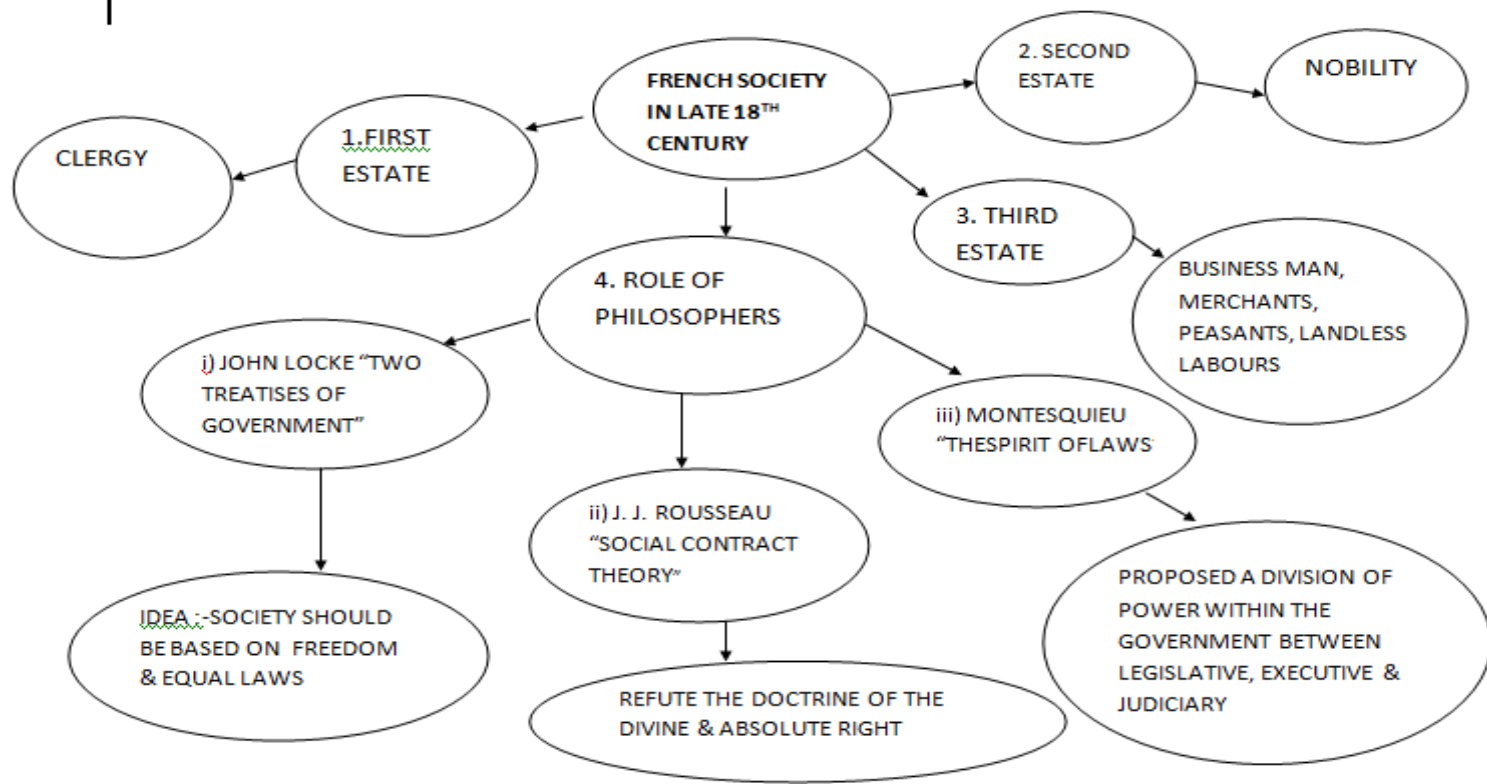 FRENCH SOCIETY
IN LATE 18TH
CENTURY
1.FIRST
ESTATE
CLERGY
2. SECOND
ESTATE
NOBILITY
3. THIRD
ESTATE
BUSINESS MAN,
MERCHANTS,
PEASANTS, LANDLESS
LABOURS
4. ROLE OF
PHILOSOPHERS
i) JOHN LOCKE “TWO
TREATISES OF
GOVERNMENT”
IDEA :-SOCIETY SHOULD
BE BASED ON FREEDOM
& EQUAL LAWS
ii) J. J. ROUSSEAU
“SOCIAL CONTRACT
THEORY”
REFUTE THE DOCTRINE OF THE
DIVINE & ABSOLUTE RIGHT
iii) MONTESQUIEU
“THESPIRIT OFLAWS
PROPOSED A DIVISION OF
POWER WITHIN THE
GOVERNMENT BETWEEN
LEGISLATIVE, EXECUTIVE &
JUDICIARY